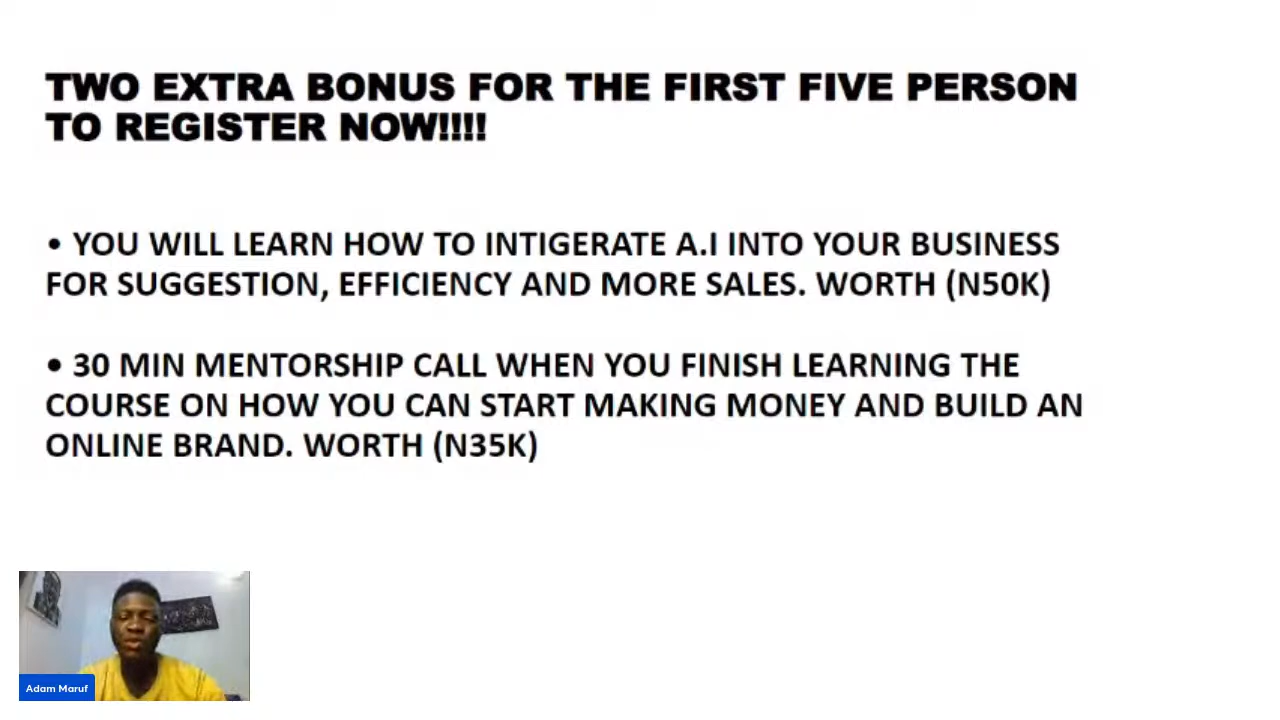 TWO EXTRA BONUS FOR THE FIRST FIVE PERSON
TO REGISTER NOW!!!!
• YOU WILL LEARN HOW TO INTIGERATE A.I INTO YOUR BUSINESS
FOR SUGGESTION, EFFICIENCY AND MORE SALES. WORTH (N50K)
• 30 MIN MENTORSHIP CALL WHEN YOU FINISH LEARNING THE
COURSE ON HOW YOU CAN START MAKING MONEY AND BUILD AN
ONLINE BRAND. WORTH (N35K)
Adam Maruf